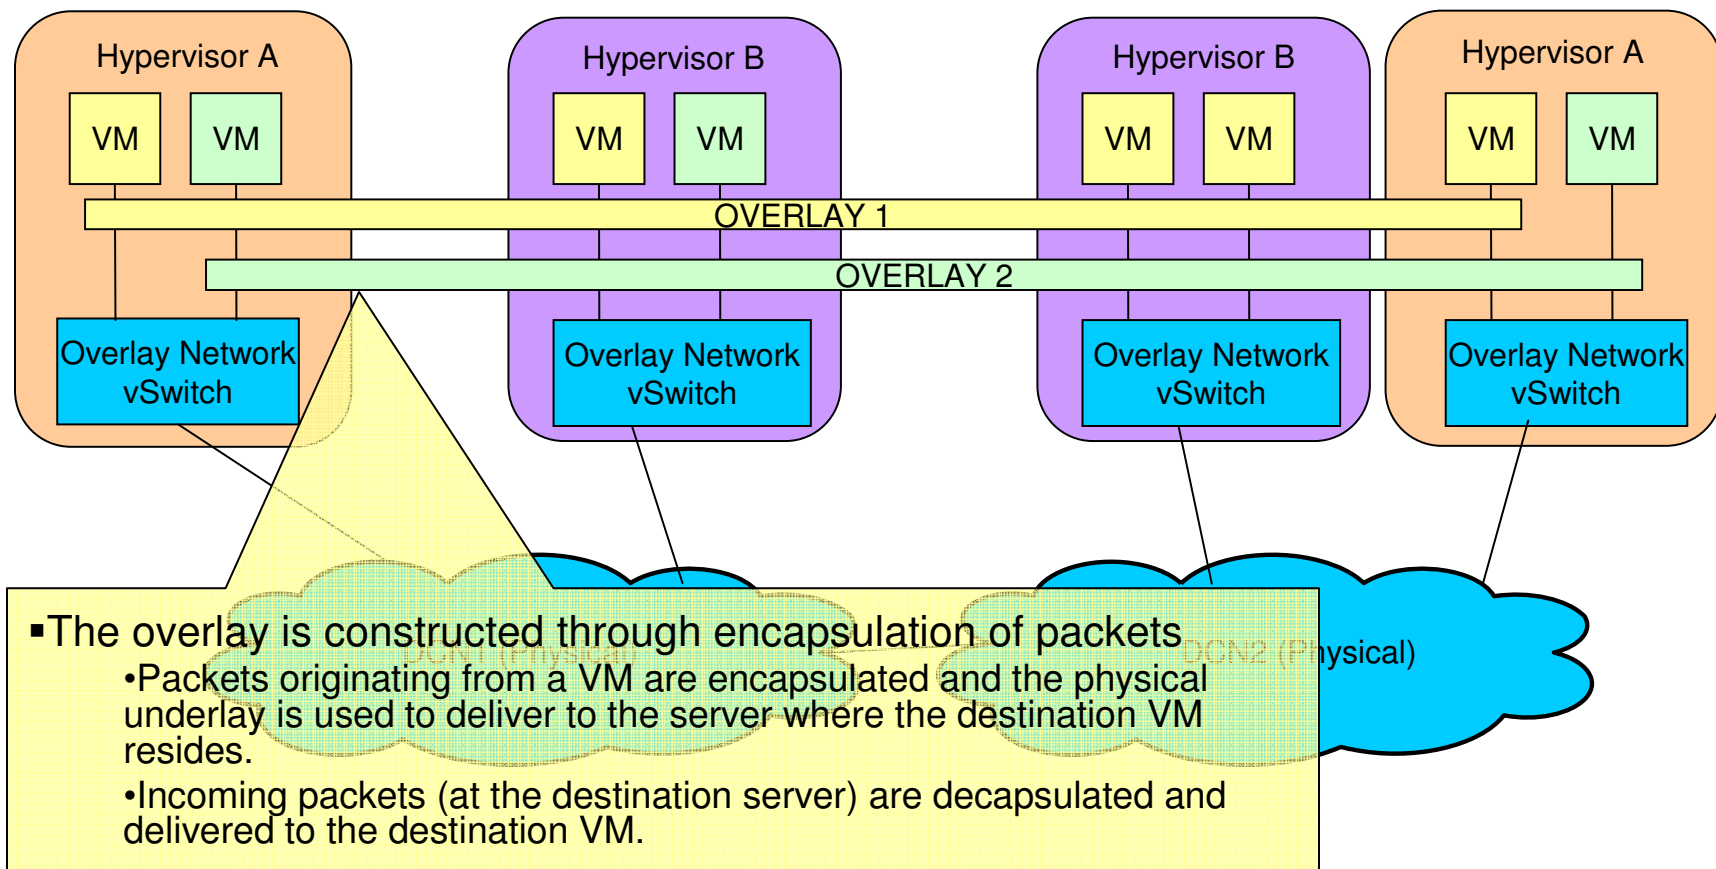 Hypervisor A
Hypervisor B
Hypervisor B
Hypervisor A
VM
VM
VM
VM
VM
VM
VM
VM
OVERLAY 1
OVERLAY 2
Overlay Network
vSwitch
Overlay Network
vSwitch
Overlay Network
vSwitch
Overlay Network
vSwitch
DCN1 (Physical)
DCN2 (Physical)
▪The overlay is constructed through encapsulation of packets
•Packets originating from a VM are encapsulated and the physical
underlay is used to deliver to the server where the destination VM
resides.
•Incoming packets (at the destination server) are decapsulated and
delivered to the destination VM.